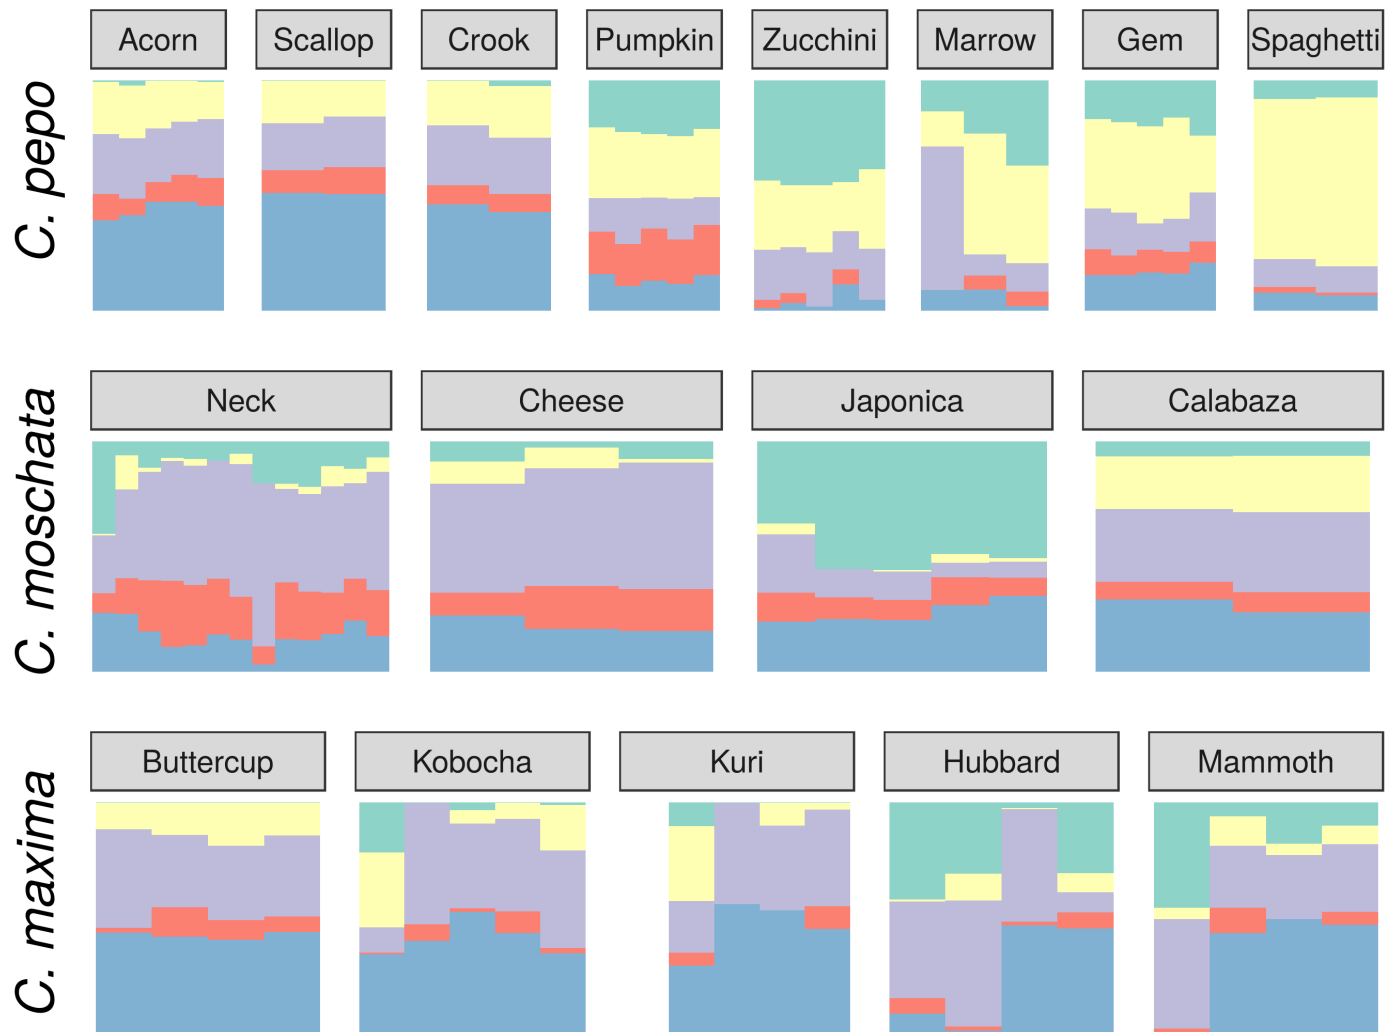 C. pepo
Acorn
Scallop
Crook
Pumpkin
Zucchini
Marrow
Gem
Spaghetti
C. moschata
Neck
Cheese
Japonica
Calabaza
C. maxima
Buttercup
Kobocha
Kuri
Hubbard
Mammoth